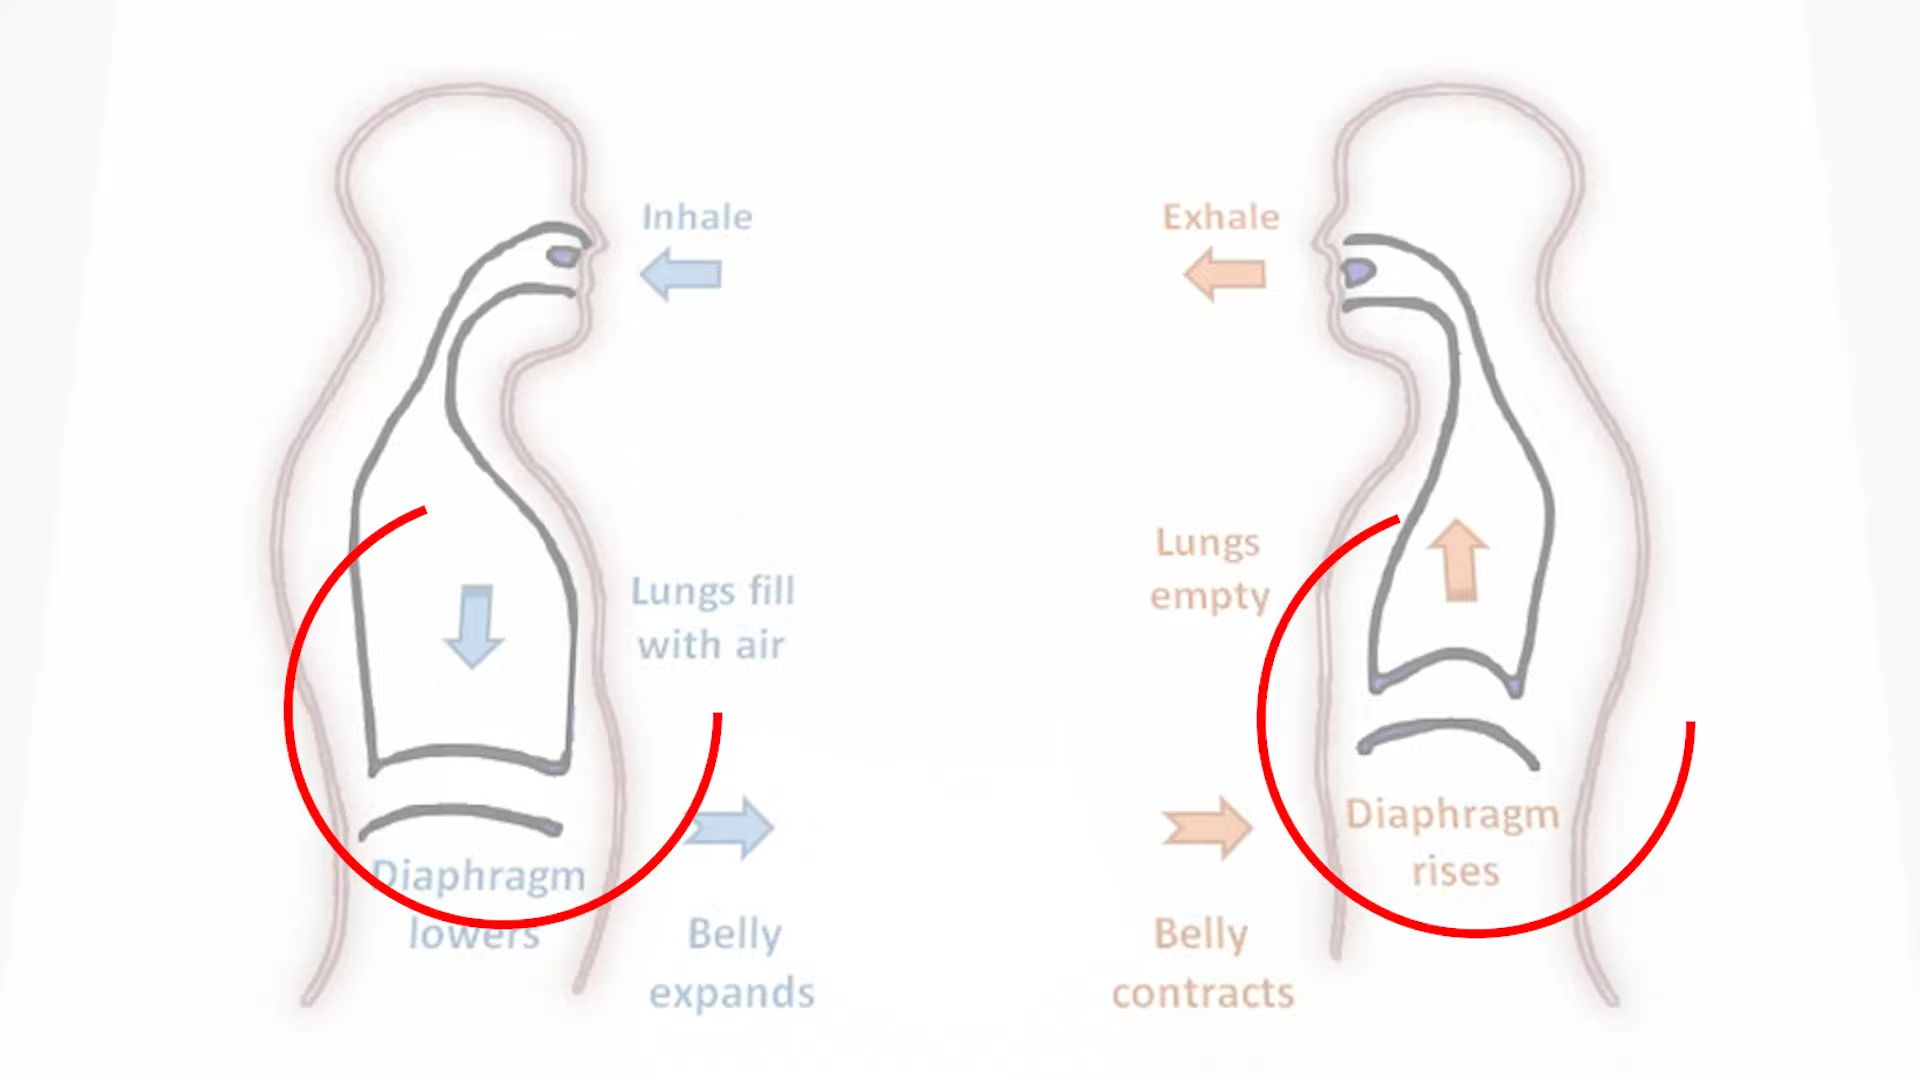 Inhale
Lungs fill
with air
Diaphragm
lowers
Belly
expands
Exhale
Lungs
empty
Diaphragm
rises
Belly
contracts